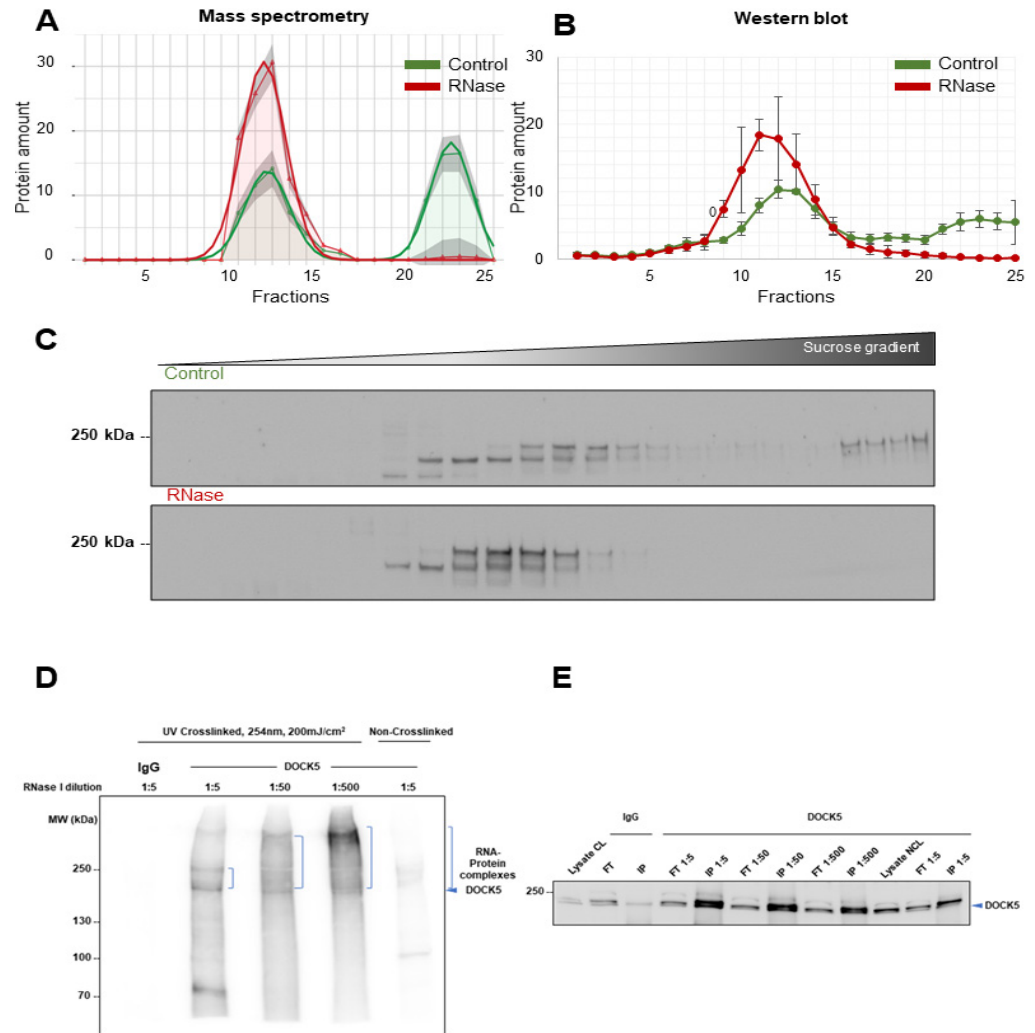 A
Mass spectrometry
30
20
10
0
Protein amount
Control
RNase
5
10
15
20
25
Fractions
B
Western blot
30
20
10
0
0
Protein amount
Control
RNase
5
10
15
20
25
Fractions
C
Sucrose gradient
Control
250 kDa --
RNase
250 kDa --
D
UV Crosslinked, 254nm, 200mJ/cm²
Non-Crosslinked
IgG
DOCK5
RNase I dilution
1:5
1:5
1:50
1:500
1:5
MW (kDa)
250
130
100
70
RNA-
Protein
complexes
DOCK5
E
IgG
DOCK5
Lysate CL
FT
IP
FT 1:5
IP 1:5
FT 1:50
IP 1:50
FT 1:500
IP 1:500
Lysate NCL
FT 1:5
IP 1:5
250
DOCK5